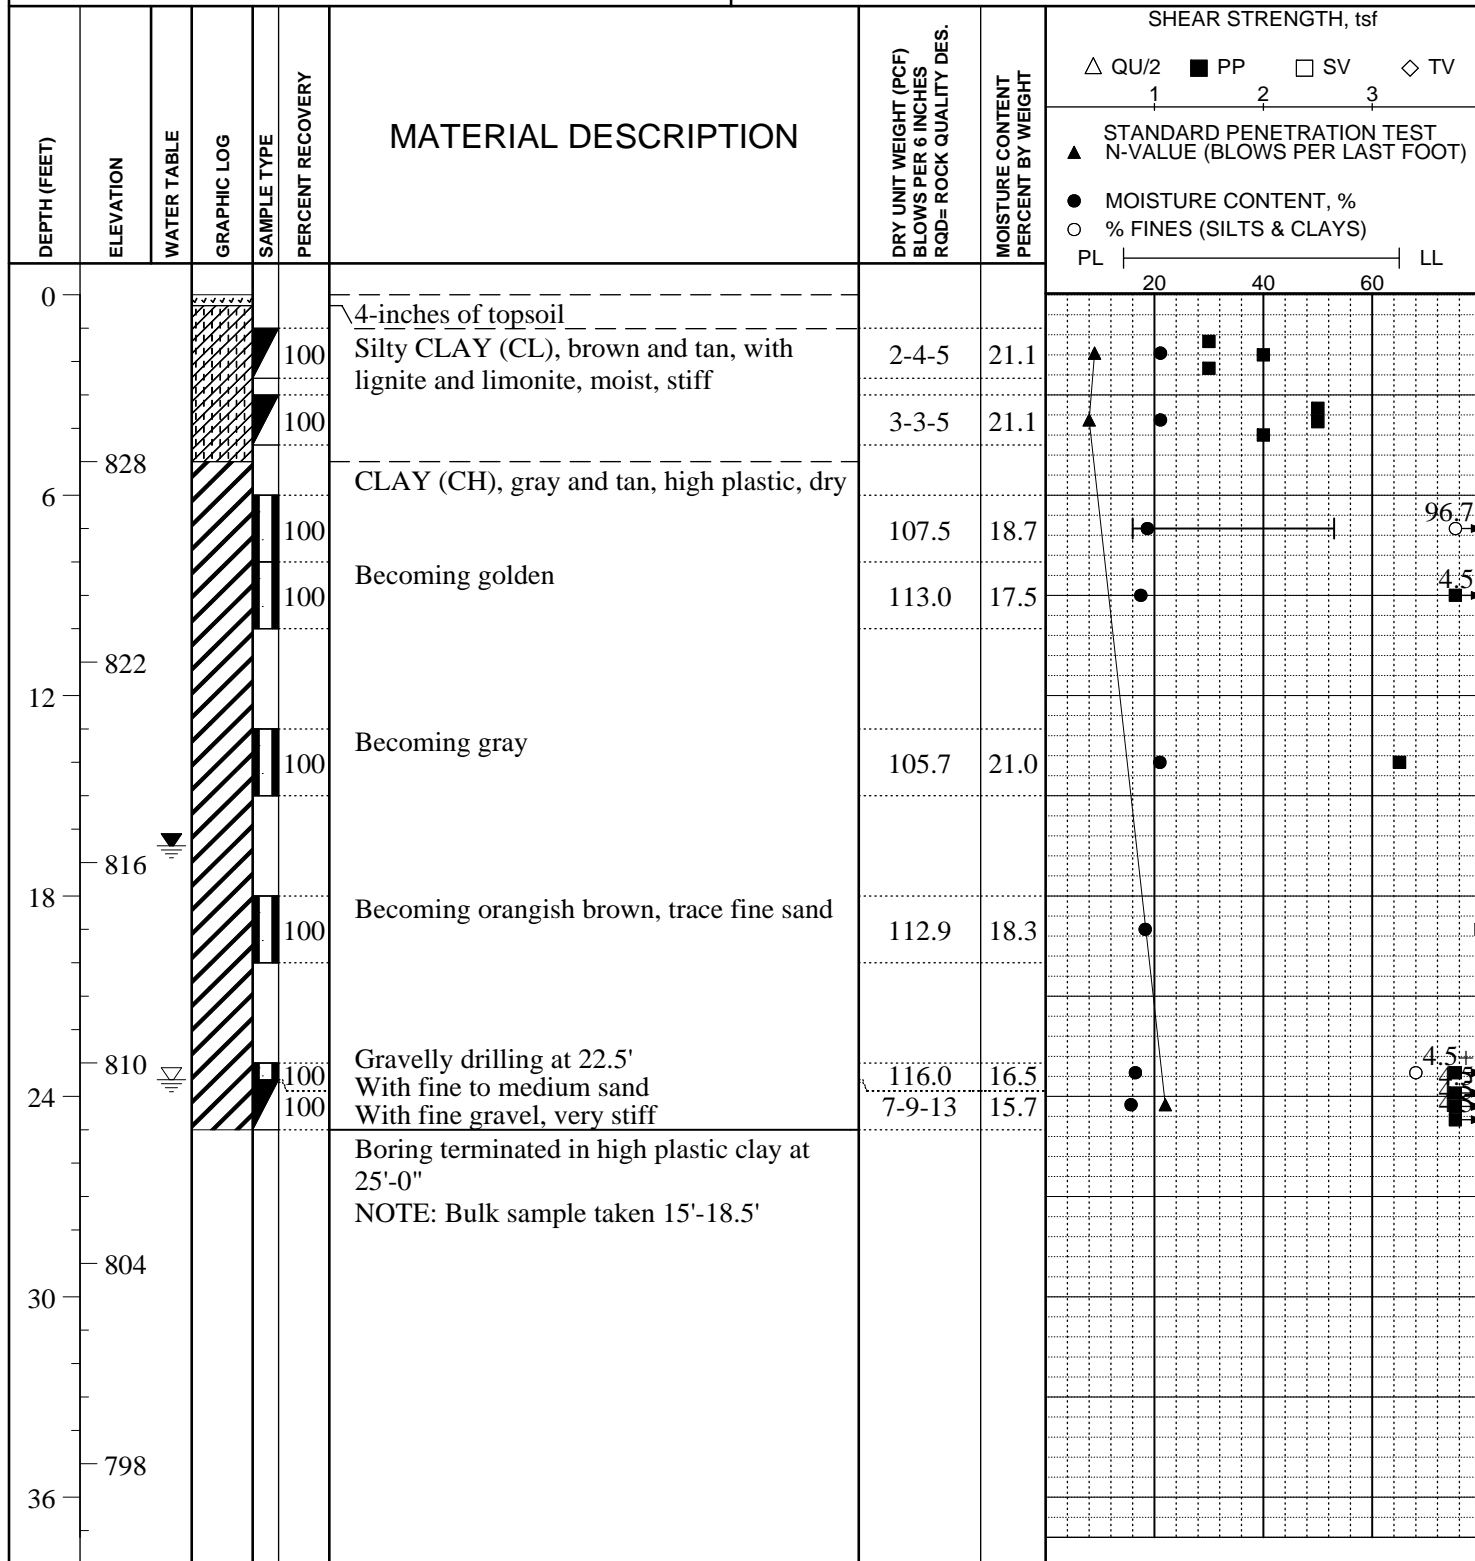 SHEAR STRENGTH, tsf
QU/2 PP SV TV
1 2 3
STANDARD PENETRATION TEST
N-VALUE (BLOWS PER LAST FOOT)
MOISTURE CONTENT, %
% FINES (SILTS & CLAYS)
PL LL
20 40 60
DEPTH (FEET)
ELEVATION
WATER TABLE
GRAPHIC LOG
SAMPLE TYPE
PERCENT RECOVERY
MATERIAL DESCRIPTION
DRY UNIT WEIGHT (PCF)
BLOWS PER 6 INCHES
RQD= ROCK QUALITY DES.
MOISTURE CONTENT
PERCENT BY WEIGHT
0
4-inches of topsoil
100 Silty CLAY (CL), brown and tan, with 2-4-5 21.1
lignite and limonite, moist, stiff
100 3-3-5 21.1
828
CLAY (CH), gray and tan, high plastic, dry
6
96.7
100 107.5 18.7
Becoming golden 4.5
100 113.0 17.5
822
12
Becoming gray
100 105.7 21.0
816
18
Becoming orangish brown, trace fine sand
100 112.9 18.3
810
Gravelly drilling at 22.5' 4.5+
100 116.0 16.5
With fine to medium sand
24
100 With fine gravel, very stiff 7-9-13 15.7
Boring terminated in high plastic clay at
25'-0"
NOTE: Bulk sample taken 15'-18.5'
804
30
798
36